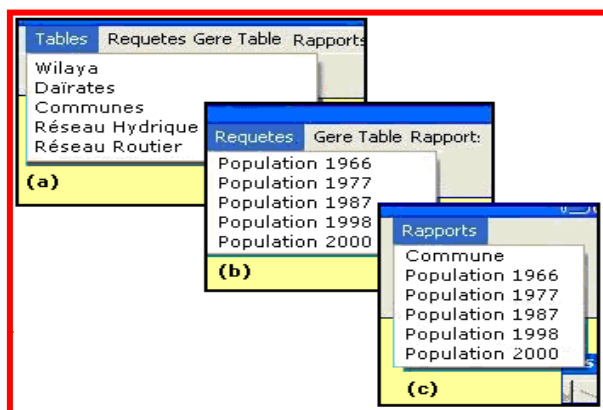 Tables Requetes Gere Table Rapports
Wilaya
Daïrates
Communes
Réseau Hydrique
Réseau Routier
(a)
Requetes Gere Table Rapport
Population 1966
Population 1977
Population 1987
Population 1998
Population 2000
(b)
Rapports
Commune
Population 1966
Population 1977
Population 1987
Population 1998
Population 2000
(c)